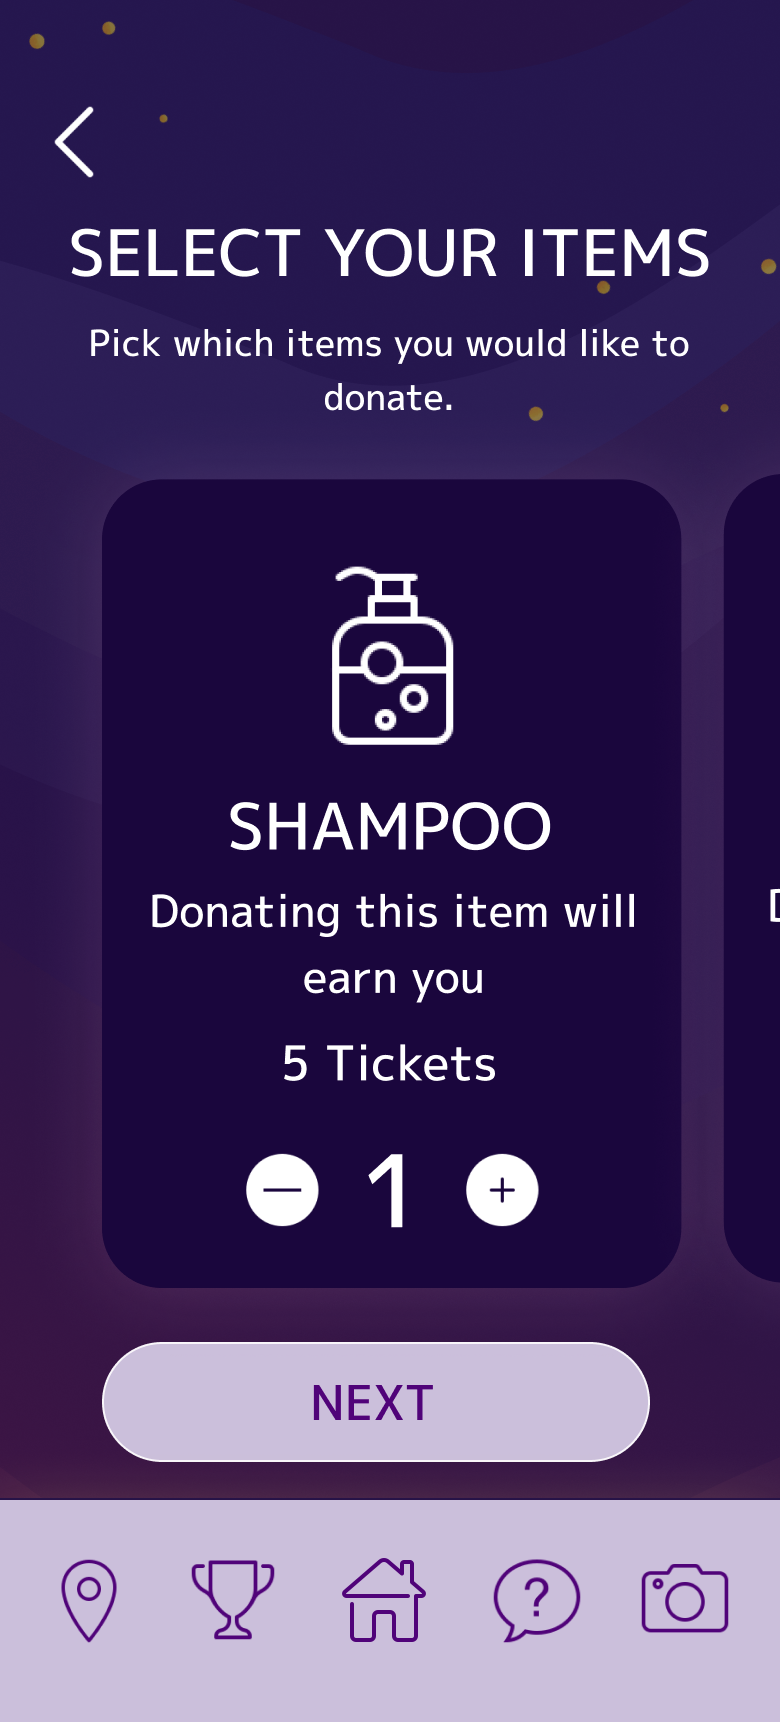 SELECT YOUR ITEMS
Pick which items you would like to
donate.
SHAMPOO
Donating this item will
earn you
5 Tickets
1
NEXT
?